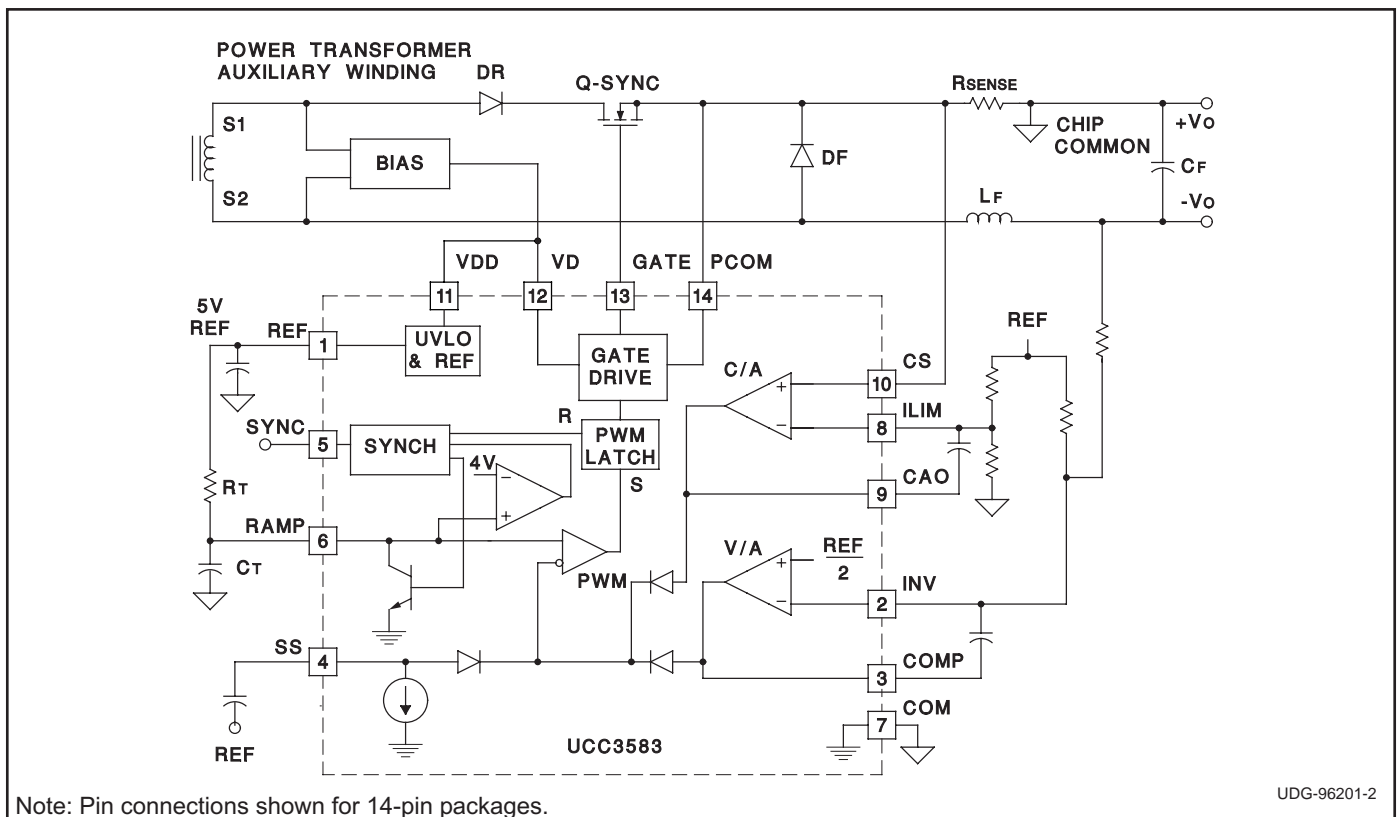 POWER TRANSFORMER
AUXILIARY WINDING
DR
Q-SYNC
RSENSE
S1
S2
BIAS
DF
CHIP
COMMON
+VO
CF
LF
-VO
VDD
VD
GATE
PCOM
11
12
13
14
5V
REF
REF
1
UVLO
& REF
GATE
DRIVE
C/A
+
−
CS
10
ILIM
8
REF
SYNC
5
SYNCH
R
PWM
LATCH
S
4V
−
+
CAO
9
RT
RAMP
6
CT
PWM
V/A
+
−
REF
2
INV
2
SS
4
COMP
3
COM
7
REF
UCC3583
Note: Pin connections shown for 14-pin packages.
UDG-96201-2